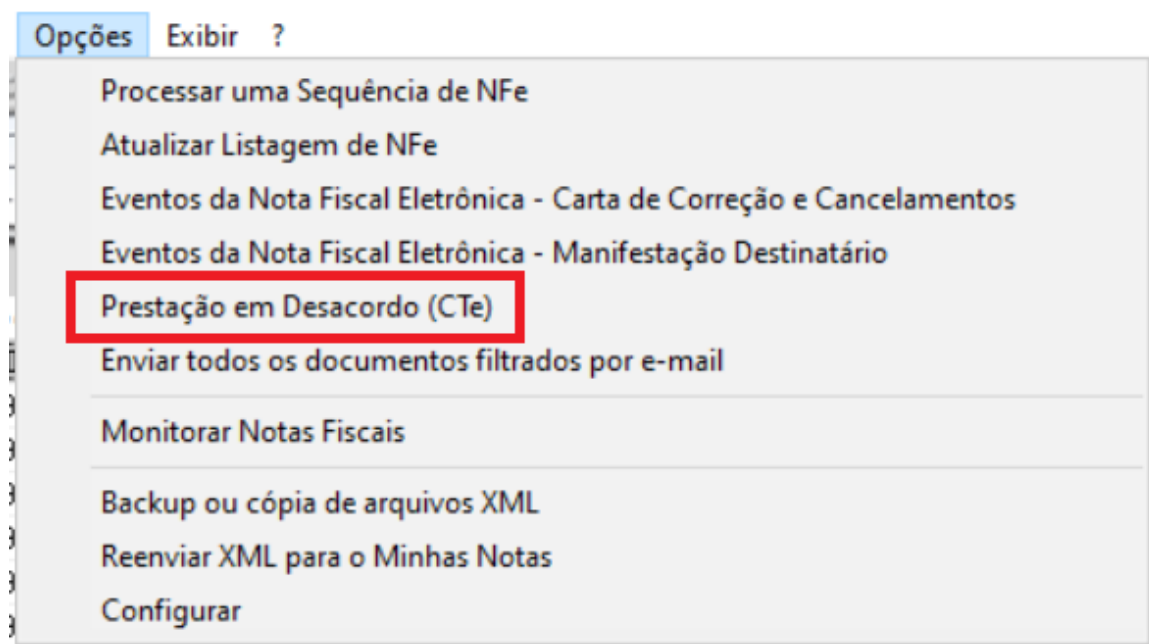 Opções Exibir ?
Processar uma Sequência de NFe
Atualizar Listagem de NFe
Eventos da Nota Fiscal Eletrônica - Carta de Correção e Cancelamentos
Eventos da Nota Fiscal Eletrônica - Manifestação Destinatário
Prestação em Desacordo (CTe)
Enviar todos os documentos filtrados por e-mail
Monitorar Notas Fiscais
Backup ou cópia de arquivos XML
Reenviar XML para o Minhas Notas
Configurar